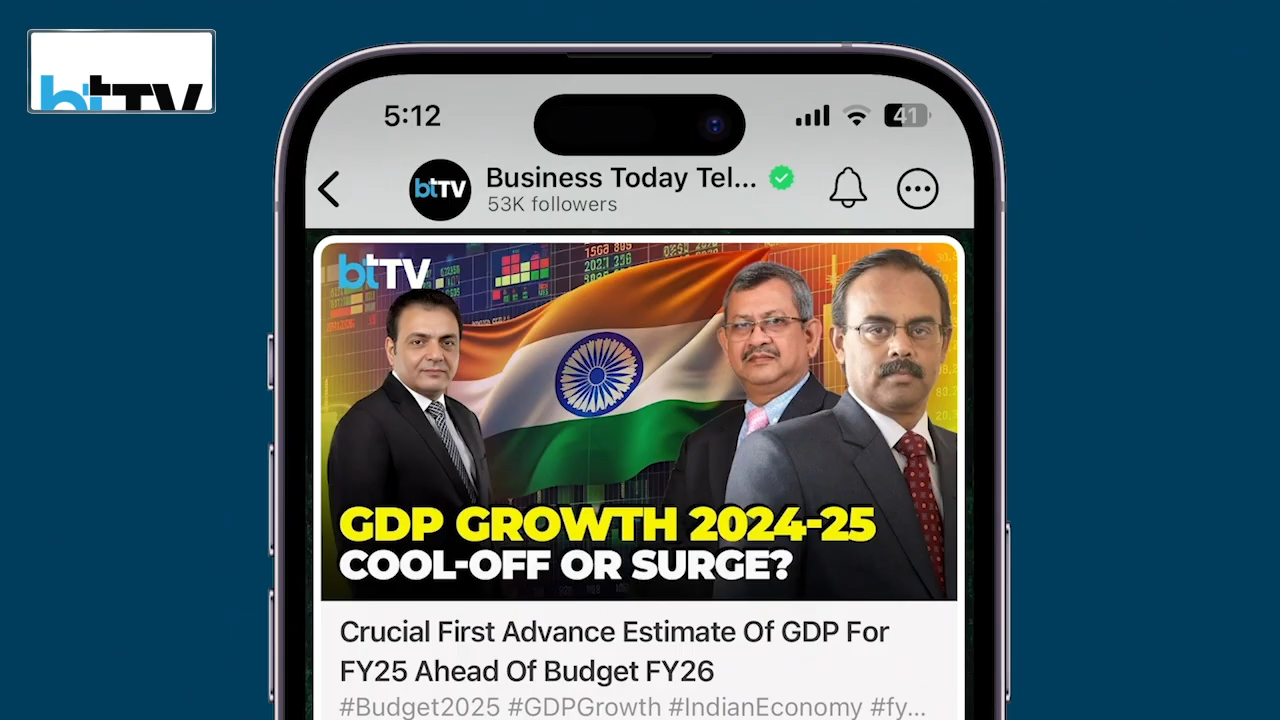 btTV
5:12
41
btTV
Business Today Tel...
53K followers
btTV
GDP GROWTH 2024-25
COOL-OFF OR SURGE?
Crucial First Advance Estimate Of GDP For
FY25 Ahead Of Budget FY26
#Budget2025 #GDPGrowth #IndianEconomy #fy...